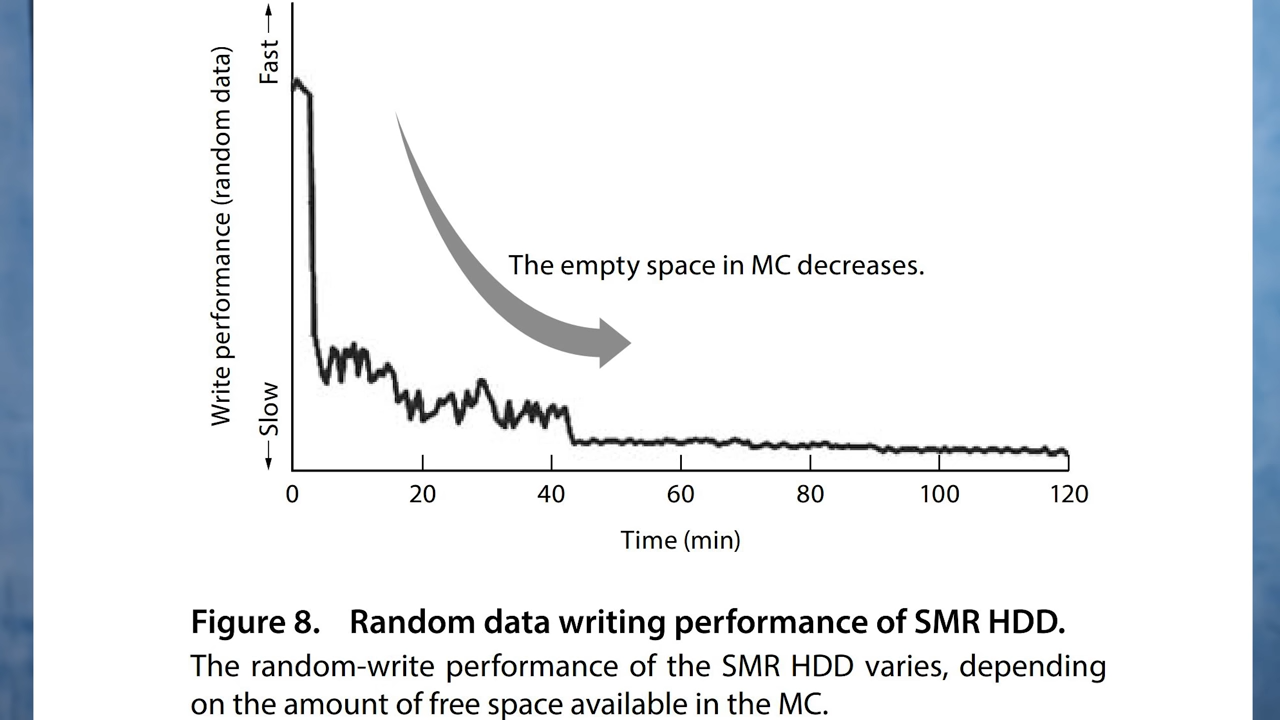 Fast →
Write performance (random data)
← Slow
The empty space in MC decreases.
0 20 40 60 80 100 120
Time (min)
Figure 8. Random data writing performance of SMR HDD.
The random-write performance of the SMR HDD varies, depending
on the amount of free space available in the MC.